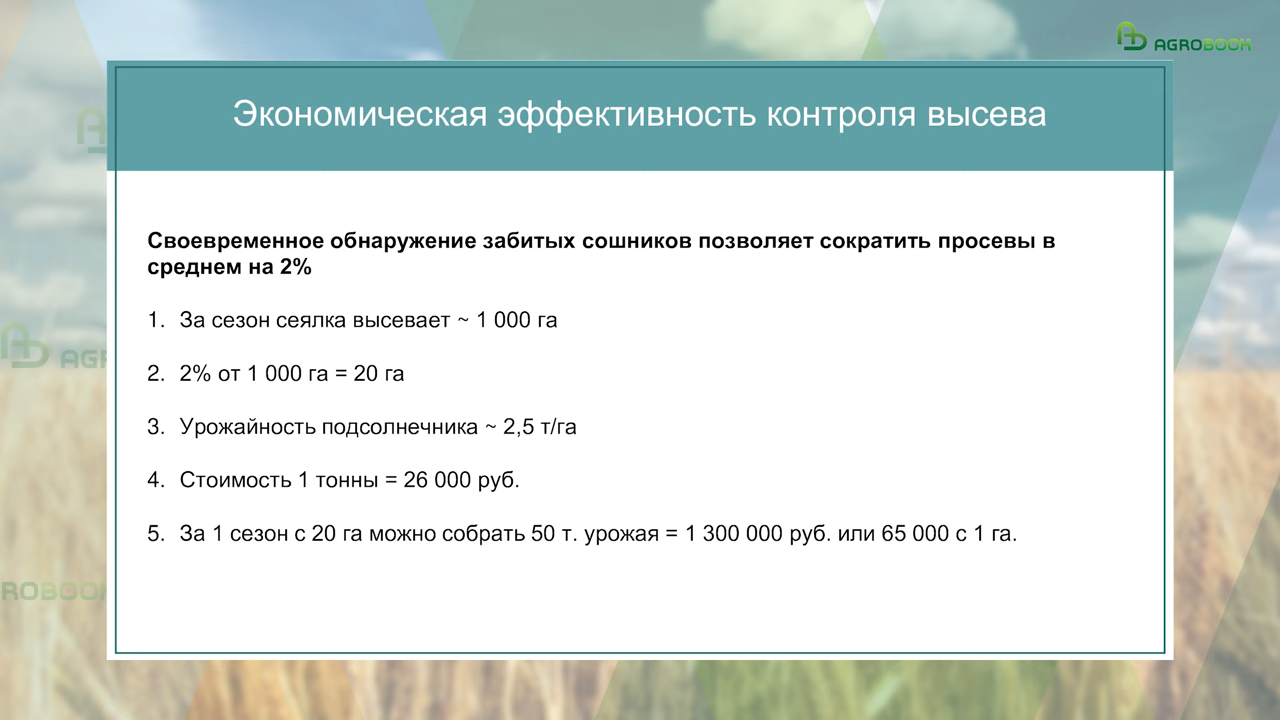 AGROBOOK
Экономическая эффективность контроля высева
Своевременное обнаружение забитых сошников позволяет сократить просевы в
среднем на 2%
1. За сезон сеялка высевает ~ 1 000 га
2. 2% от 1 000 га = 20 га
3. Урожайность подсолнечника ~ 2,5 т/га
4. Стоимость 1 тонны = 26 000 руб.
5. За 1 сезон с 20 га можно собрать 50 т. урожая = 1 300 000 руб. или 65 000 с 1 га.
AGR
ROBOOK